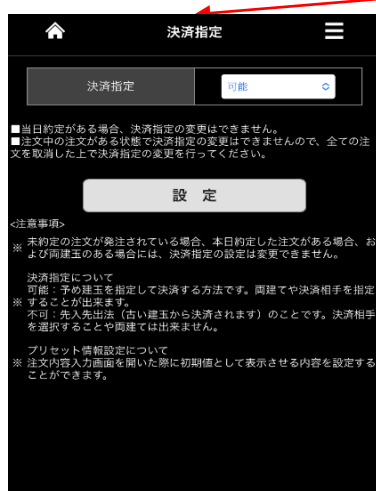 決済指定
決済指定 可能
■当日約定がある場合、決済指定の変更はできません。
■注文中の注文がある状態で決済指定の変更はできませんので、全ての注
文を取消した上で決済指定の変更を行ってください。
設 定
<注意事項>
※ 未約定の注文が発注されている場合、本日約定した注文がある場合、お
よび両建玉のある場合には、決済指定の設定は変更できません。
決済指定について
可能：予め建玉を指定して決済する方法です。両建てや決済相手を指定
※ することが出来ます。
不可：先入先出法（古い建玉から決済されます）のことです。決済相手
を選択することや両建ては出来ません。
プリセット情報設定について
※ 注文内容入力画面を開いた際に初期値として表示させる内容を設定する
ことができます。